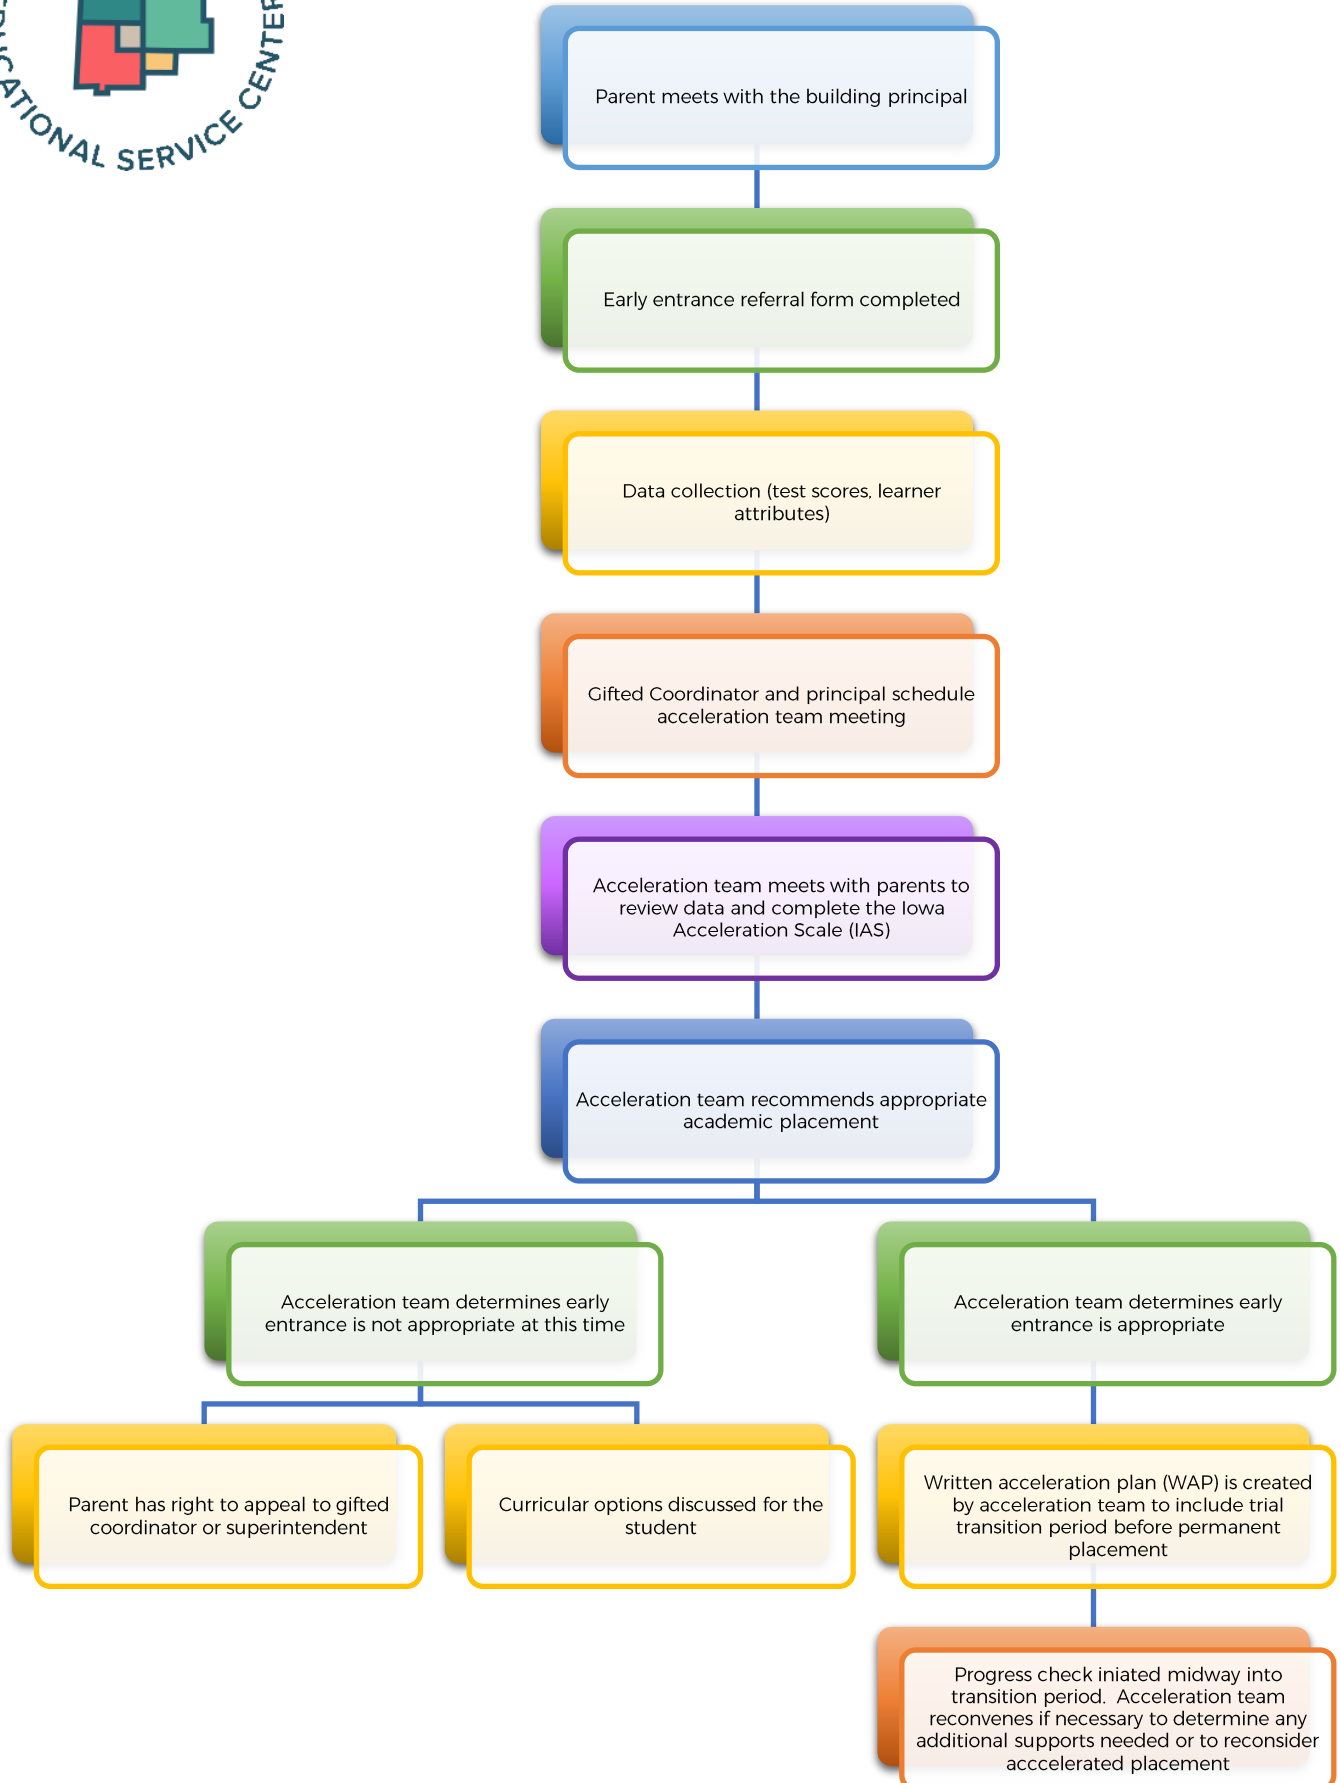 ATIONAL SERVICE CENTER
Parent meets with the building principal
Early entrance referral form completed
Data collection (test scores, learner
attributes)
Gifted Coordinator and principal schedule
acceleration team meeting
Acceleration team meets with parents to
review data and complete the Iowa
Acceleration Scale (IAS)
Acceleration team recommends appropriate
academic placement
Acceleration team determines early
entrance is not appropriate at this time
Acceleration team determines early
entrance is appropriate
Parent has right to appeal to gifted
coordinator or superintendent
Curricular options discussed for the
student
Written acceleration plan (WAP) is created
by acceleration team to include trial
transition period before permanent
placement
Progress check iniated midway into
transition period.  Acceleration team
reconvenes if necessary to determine any
additional supports needed or to reconsider
acccelerated placement